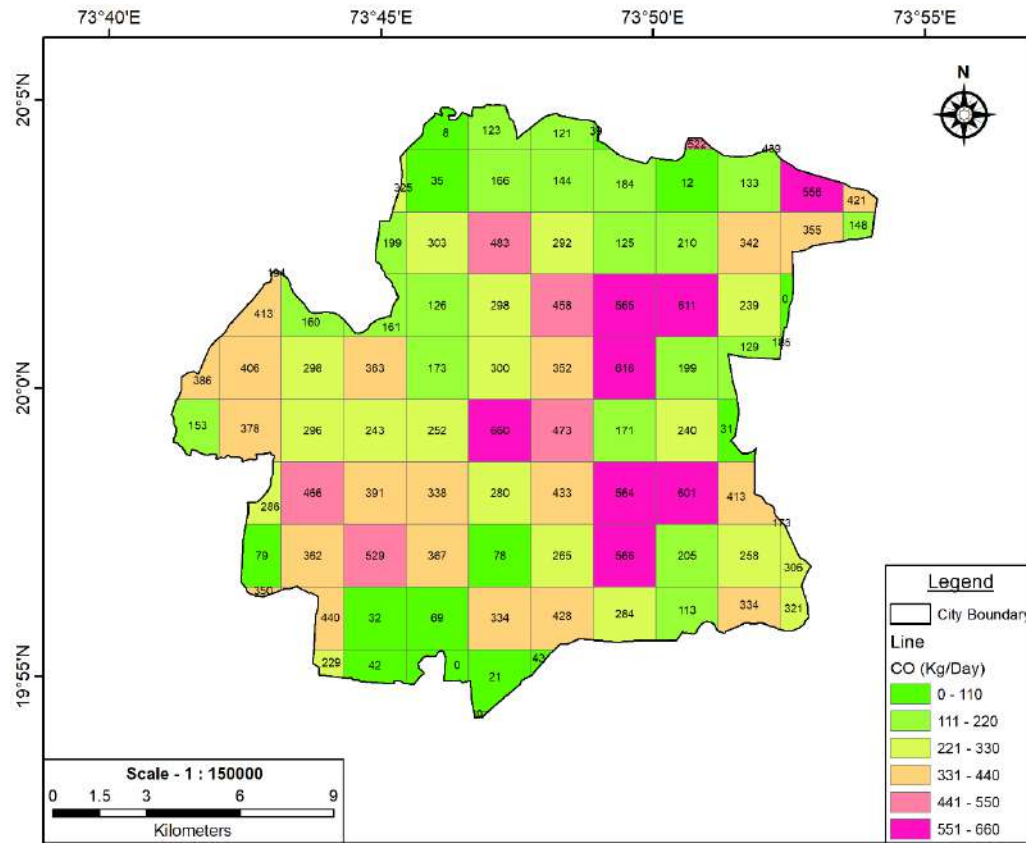 73°40'E 73°45'E 73°50'E 73°55'E
N
20°5'N
8 123 121 39
522 439
325 35 166 144 184 12 133 556 421
199 303 483 292 125 210 342 355 148
194
413 160 161 126 298 458 565 611 239 0
129 185
386 406 298 363 173 300 352 616 199
20°0'N
153 378 296 243 252 660 473 171 240 31
286 466 391 338 280 433 564 601 413
173
79 362 529 367 78 265 566 205 258 306
350
440 32 69 334 428 284 113 334 321
229 42 0 21 43
19°55'N
Legend
City Boundary
Line
CO (Kg/Day)
0 - 110
111 - 220
221 - 330
331 - 440
441 - 550
551 - 660
Scale - 1 : 150000
0 1.5 3 6 9
Kilometers